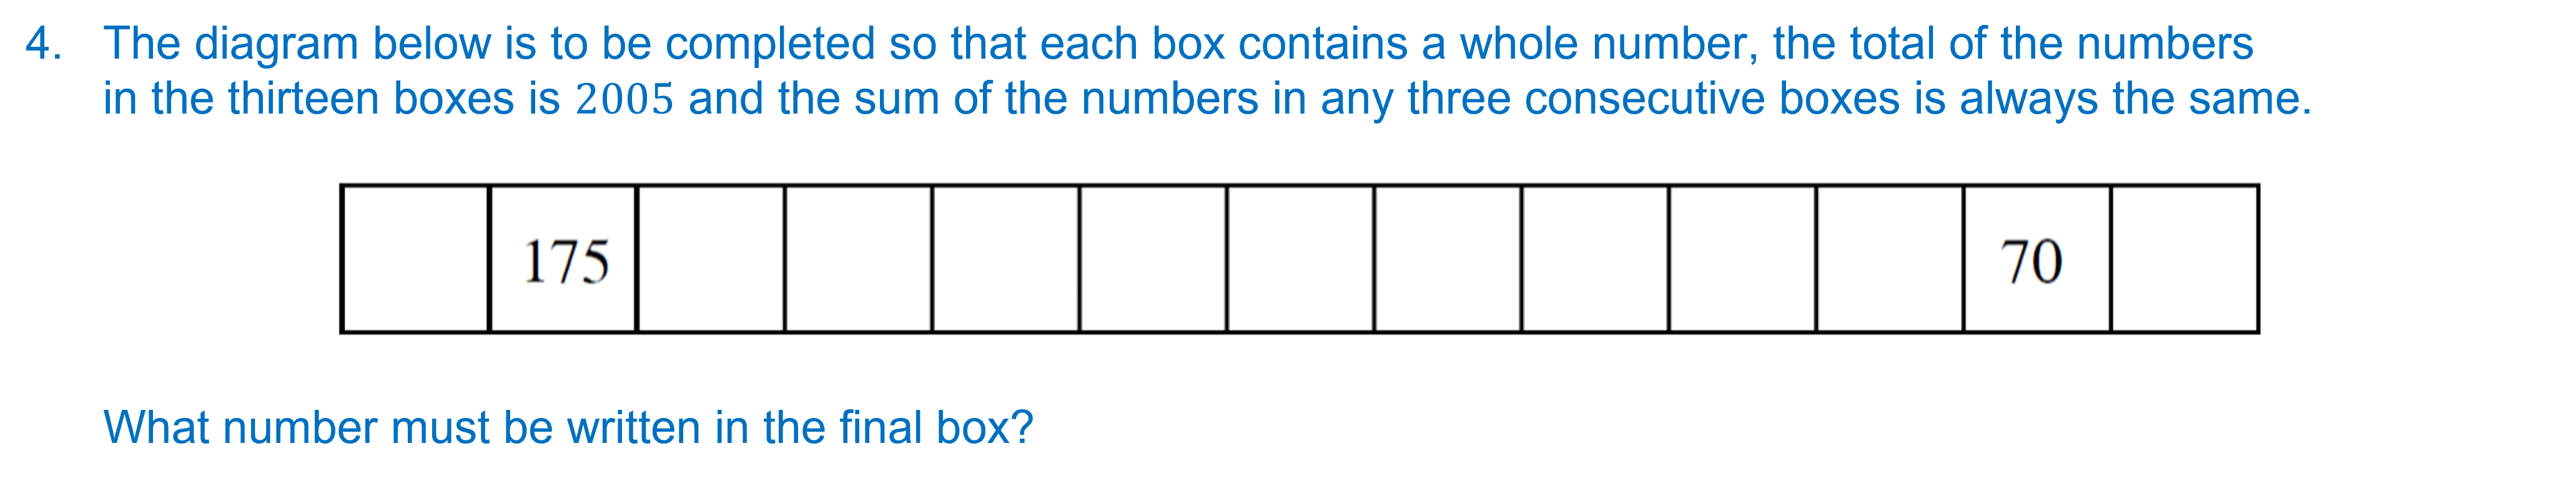 4. The diagram below is to be completed so that each box contains a whole number, the total of the numbers
in the thirteen boxes is 2005 and the sum of the numbers in any three consecutive boxes is always the same.
175 70
What number must be written in the final box?